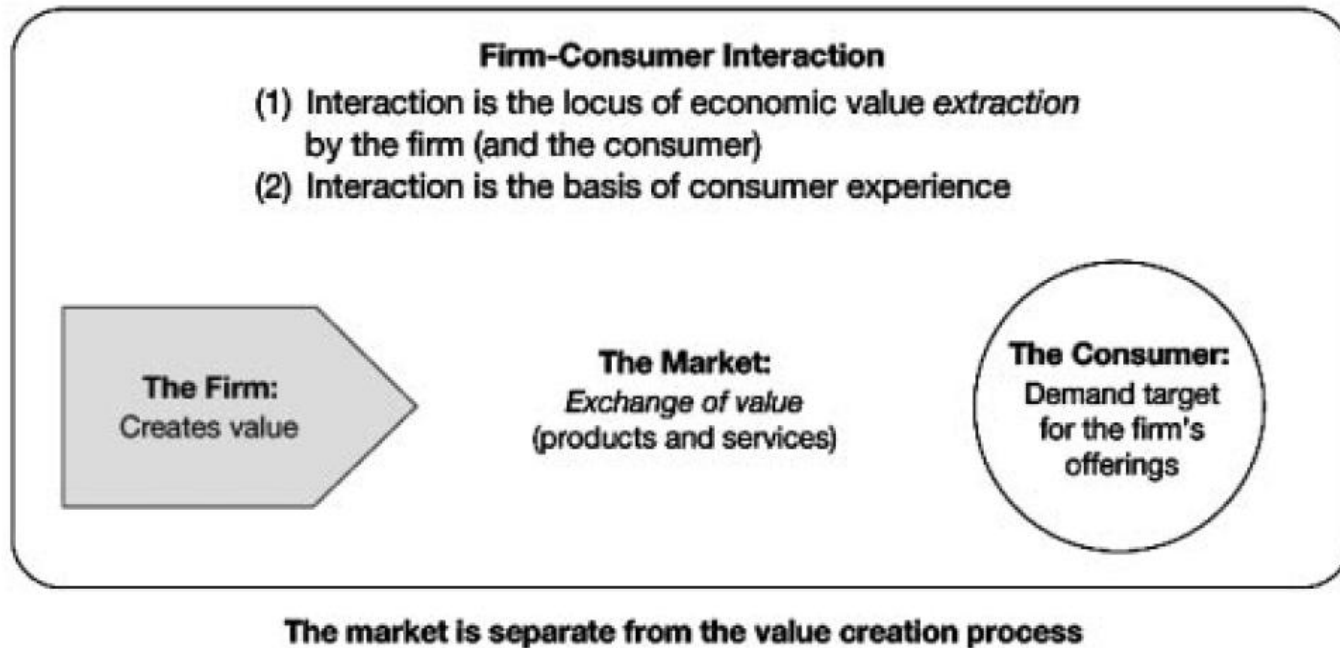 Firm-Consumer Interaction
(1) Interaction is the locus of economic value extraction
by the firm (and the consumer)
(2) Interaction is the basis of consumer experience
The Firm:
Creates value
The Market:
Exchange of value
(products and services)
The Consumer:
Demand target
for the firm's
offerings
The market is separate from the value creation process